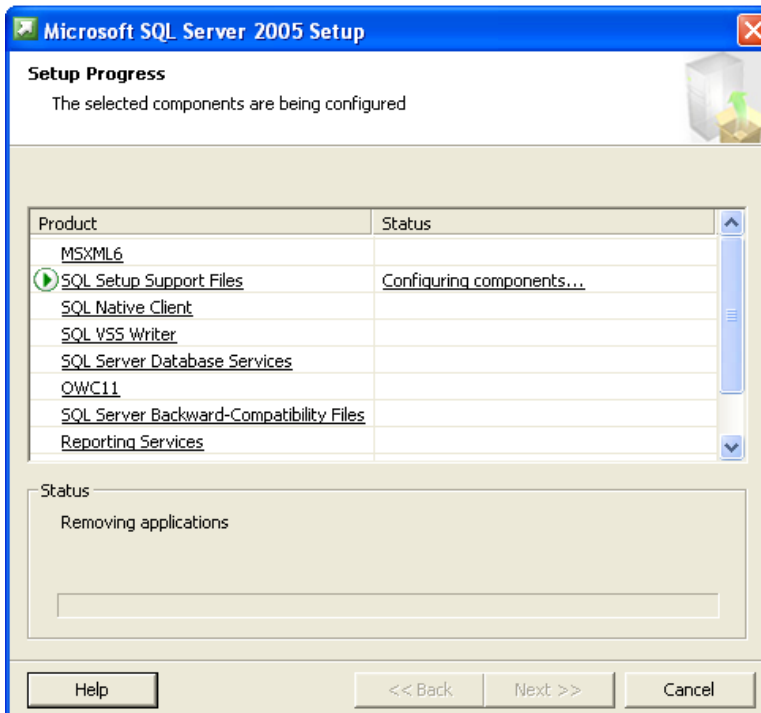 Microsoft SQL Server 2005 Setup
Setup Progress
The selected components are being configured
Product Status
MSXML6
SQL Setup Support Files Configuring components...
SQL Native Client
SQL VSS Writer
SQL Server Database Services
OWC11
SQL Server Backward-Compatibility Files
Reporting Services
Status
Removing applications
Help << Back Next >> Cancel